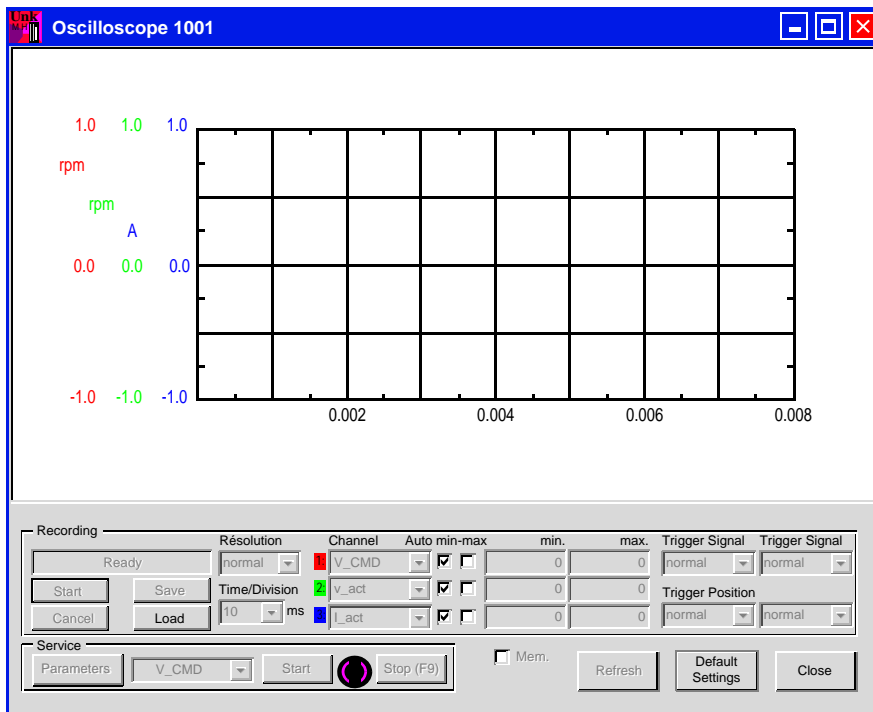 Unk
M.H
Oscilloscope 1001
1.0 1.0 1.0
rpm
rpm
A
0.0 0.0 0.0
-1.0 -1.0 -1.0
0.002 0.004 0.006 0.008
Recording
Résolution Channel Auto min-max min. max. Trigger Signal Trigger Signal
Ready normal 1: V_CMD 0 0 normal normal
Start Save Time/Division 2: v_act 0 0 Trigger Position
Cancel Load 10 ms 3: I_act 0 0 normal normal
Service
Parameters V_CMD Start Stop (F9) Mem. Refresh Default Settings Close